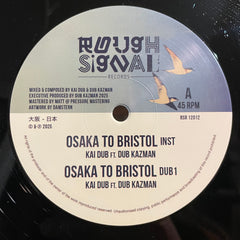 ROUGH
SIGNAL
RECORDS
MIXED & COMPOSED BY KAI DUB & DUB KAZMAN
EXECUTIVE PRODUCED BY DUB KAZMAN 2025
MASTERED BY MATT @ PRESSURE MASTERING
ARTWORK BY DAMSTERN
大阪 - 日本
© & ℗ 2025
A
45 RPM
RSR 12012
OSAKA TO BRISTOL INST
KAI DUB FT. DUB KAZMAN
OSAKA TO BRISTOL DUB 1
KAI DUB FT. DUB KAZMAN